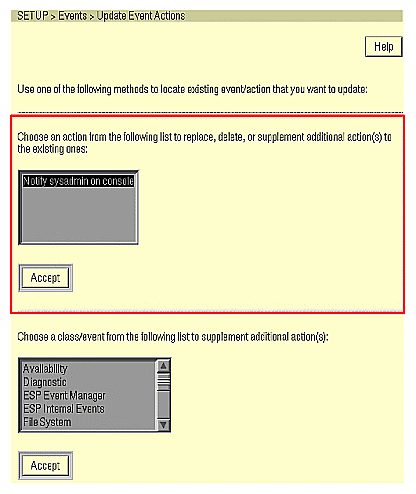 SETUP > Events > Update Event Actions
Help
Use one of the following methods to locate existing event/action that you want to update:
Choose an action from the following list to replace, delete, or supplement additional action(s) to
the existing ones:
Notify sysadmin on console
Accept
Choose a class/event from the following list to supplement additional action(s):
Availability
Diagnostic
ESP Event Manager
ESP Internal Events
File System
Accept